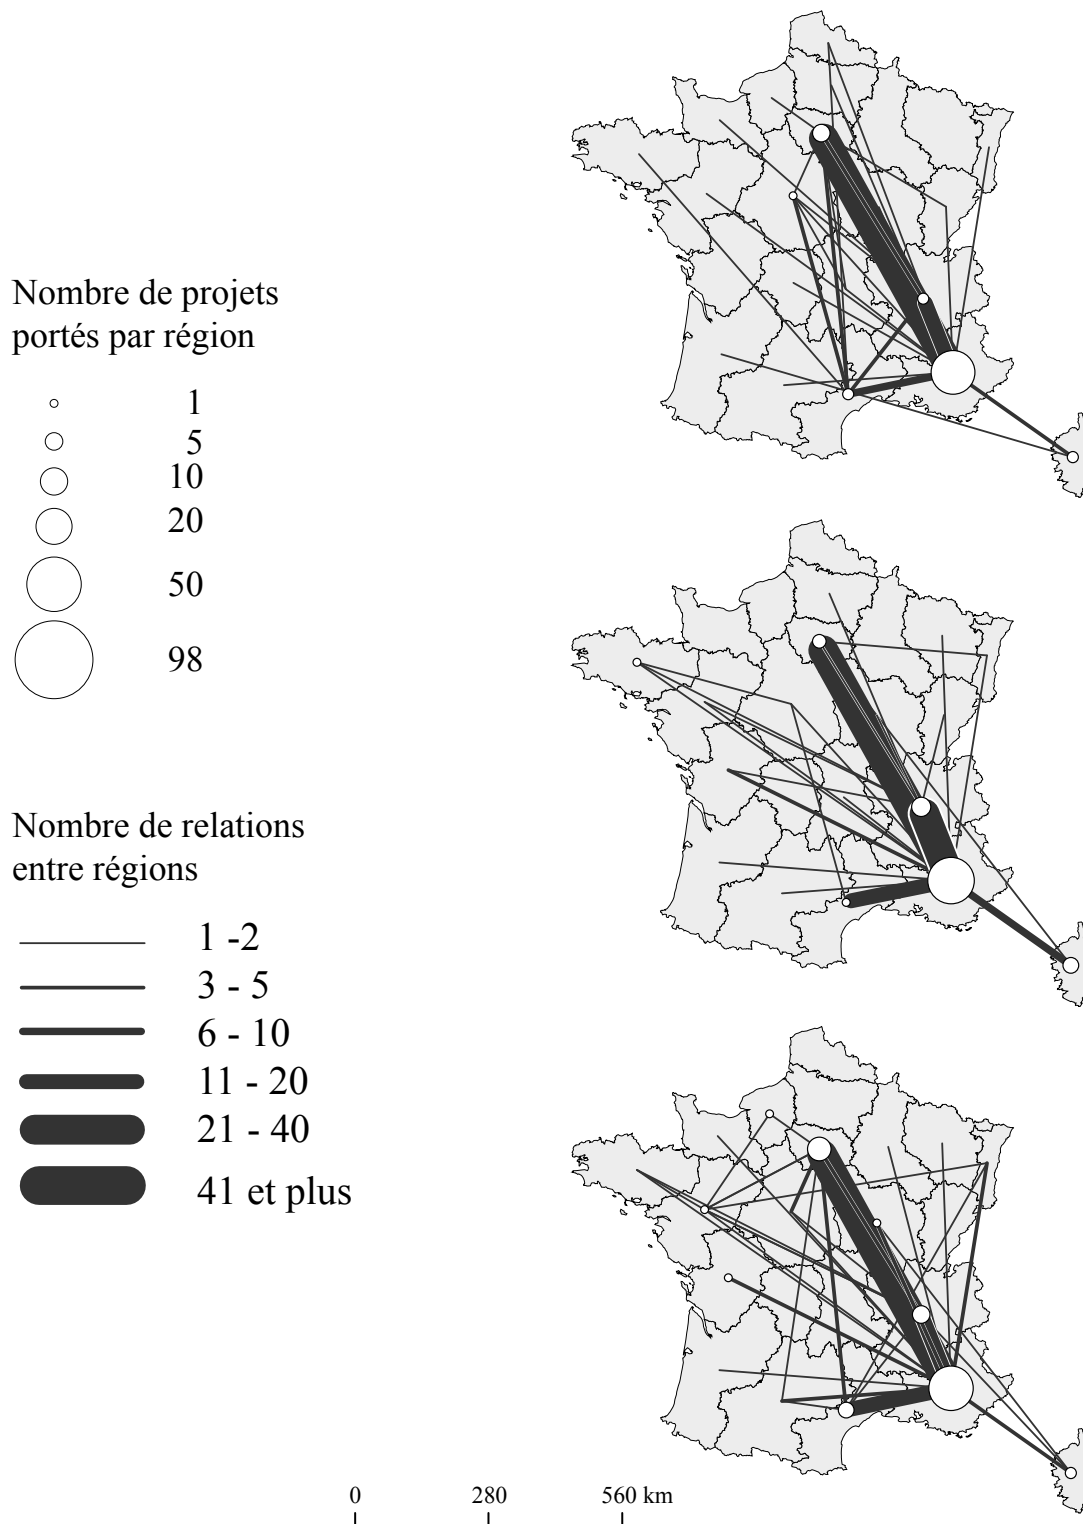 Nombre de projets
portés par région
1
5
10
20
50
98
Nombre de relations
entre régions
1 -2
3 - 5
6 - 10
11 - 20
21 - 40
41 et plus
0 280 560 km